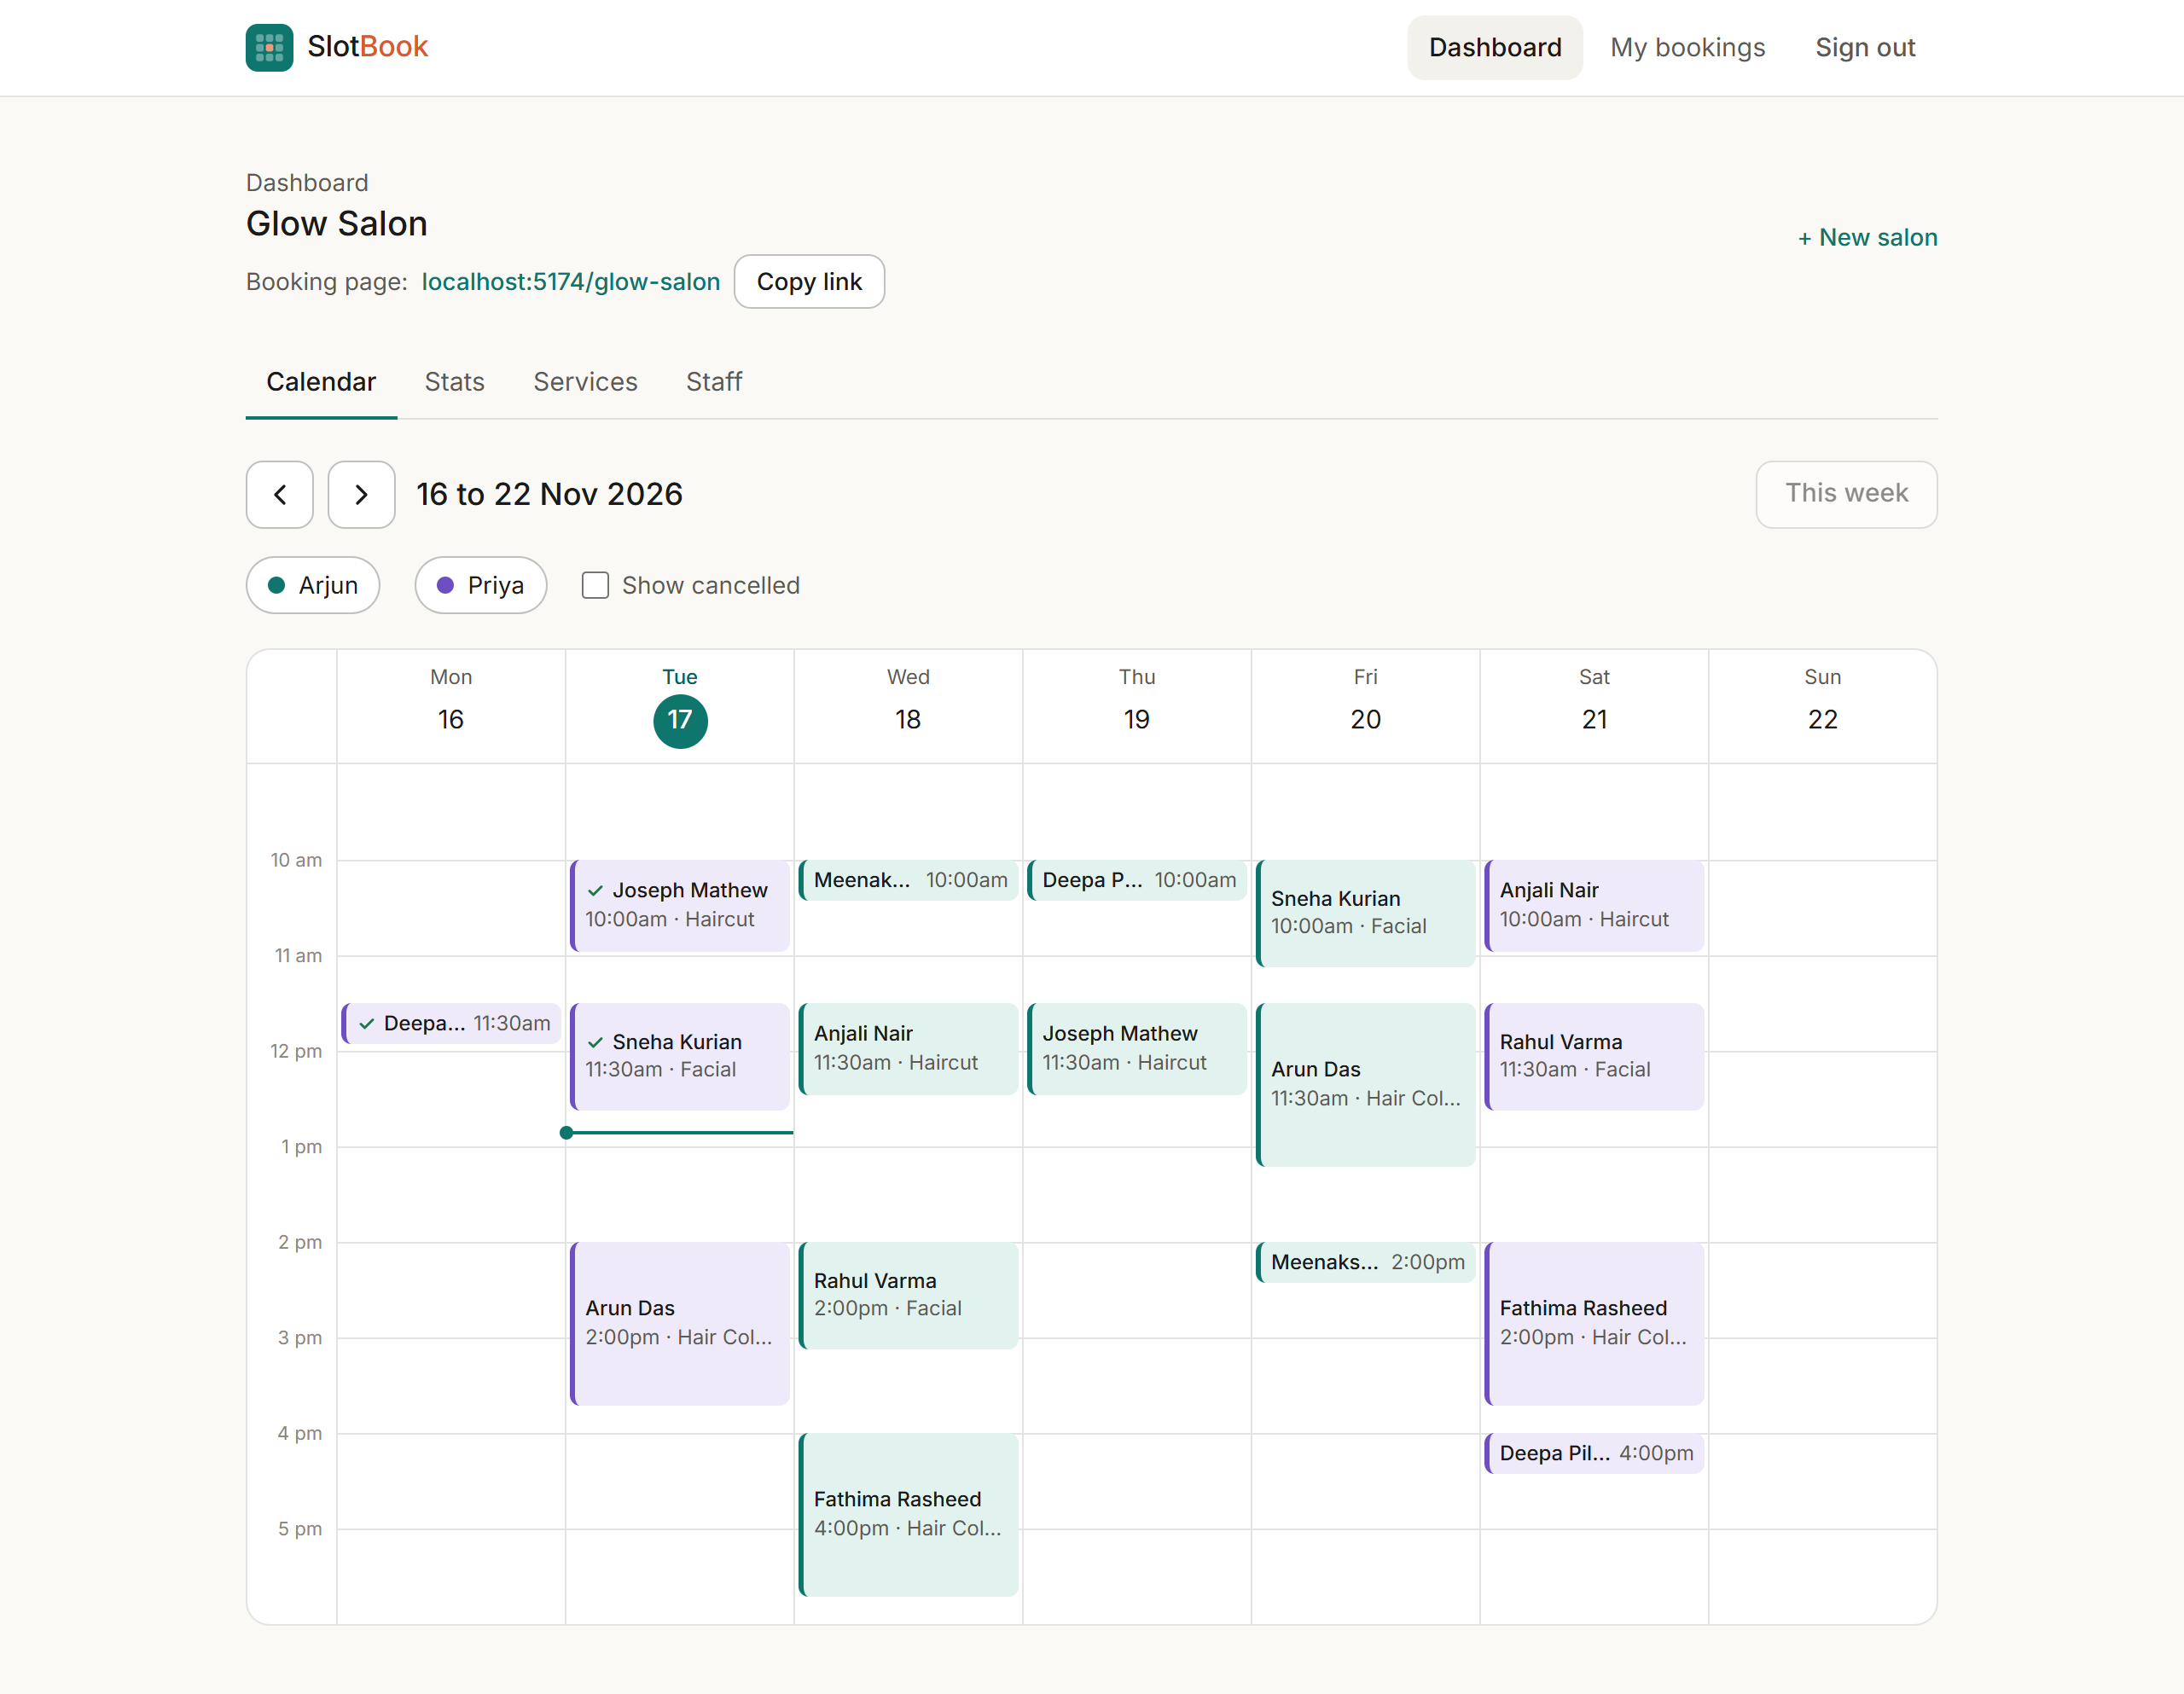 SlotBook
Dashboard
My bookings
Sign out
Dashboard
Glow Salon
+ New salon
Booking page: localhost:5174/glow-salon
Copy link
Calendar
Stats
Services
Staff
16 to 22 Nov 2026
This week
Arjun
Priya
Show cancelled
Mon
16
Tue
17
Wed
18
Thu
19
Fri
20
Sat
21
Sun
22
10 am
11 am
12 pm
1 pm
2 pm
3 pm
4 pm
5 pm
Deepa... 11:30am
Joseph Mathew
10:00am · Haircut
Sneha Kurian
11:30am · Facial
Arun Das
2:00pm · Hair Col...
Meenak... 10:00am
Anjali Nair
11:30am · Haircut
Rahul Varma
2:00pm · Facial
Fathima Rasheed
4:00pm · Hair Col...
Deepa P... 10:00am
Joseph Mathew
11:30am · Haircut
Sneha Kurian
10:00am · Facial
Arun Das
11:30am · Hair Col...
Meenaks... 2:00pm
Anjali Nair
10:00am · Haircut
Rahul Varma
11:30am · Facial
Fathima Rasheed
2:00pm · Hair Col...
Deepa Pil... 4:00pm